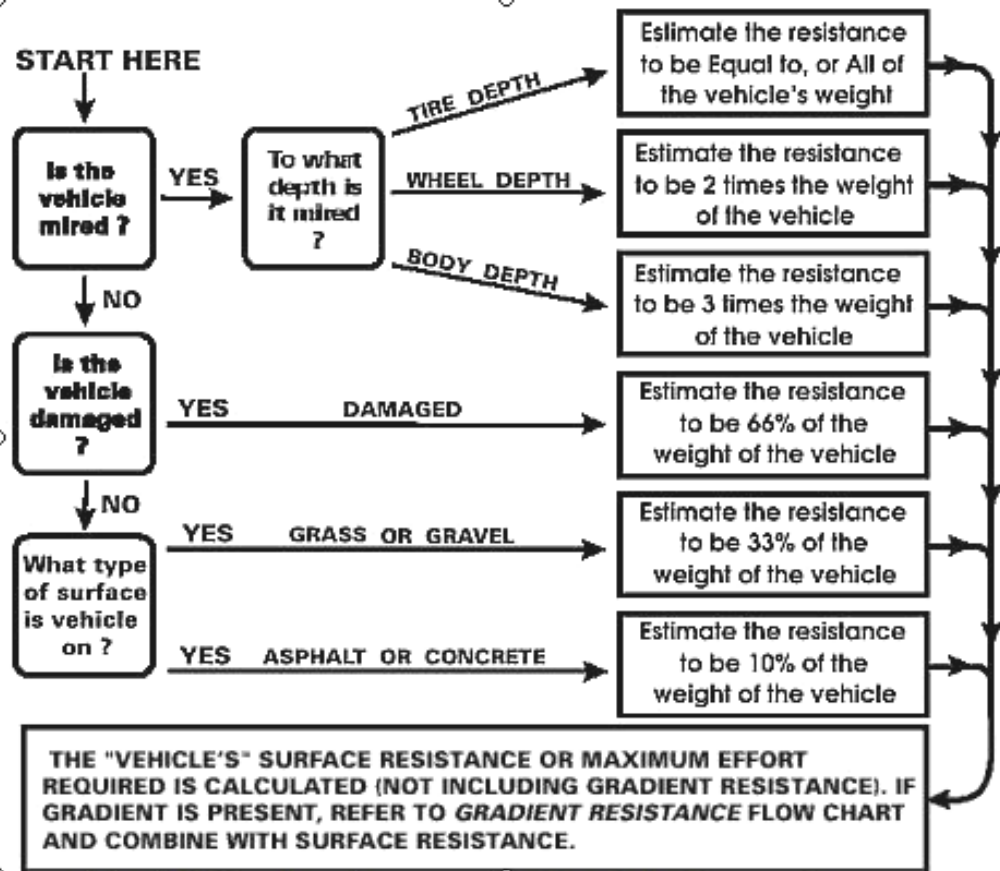 START HERE
Is the
vehicle
mired ?
YES
To what
depth is
it mired
?
TIRE DEPTH
Estimate the resistance
to be Equal to, or All of
the vehicle's weight
WHEEL DEPTH
Estimate the resistance
to be 2 times the weight
of the vehicle
BODY DEPTH
Estimate the resistance
to be 3 times the weight
of the vehicle
NO
Is the
vehicle
damaged
?
YES DAMAGED
Estimate the resistance
to be 66% of the
weight of the vehicle
NO
What type
of surface
is vehicle
on ?
YES GRASS OR GRAVEL
Estimate the resistance
to be 33% of the
weight of the vehicle
YES ASPHALT OR CONCRETE
Estimate the resistance
to be 10% of the
weight of the vehicle
THE "VEHICLE'S" SURFACE RESISTANCE OR MAXIMUM EFFORT
REQUIRED IS CALCULATED (NOT INCLUDING GRADIENT RESISTANCE). IF
GRADIENT IS PRESENT, REFER TO GRADIENT RESISTANCE FLOW CHART
AND COMBINE WITH SURFACE RESISTANCE.